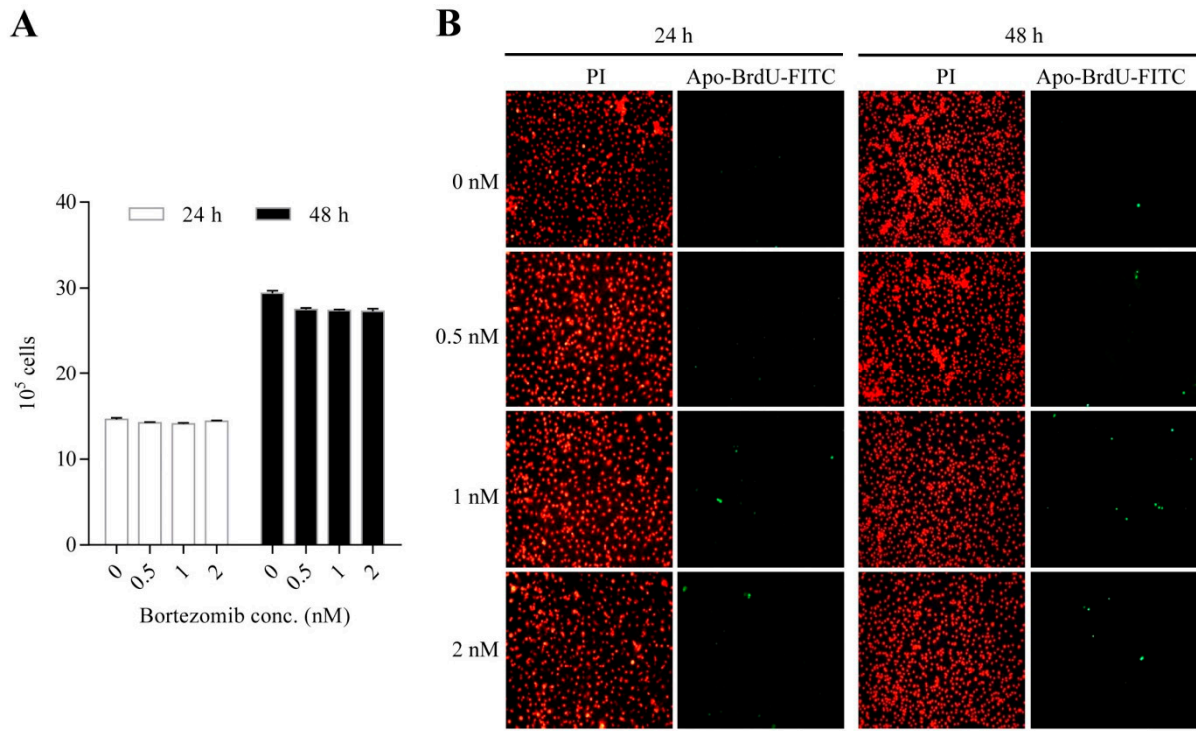 A
40
30
20
10
0
10⁵ cells
24 h
48 h
0
0.5
1
2
0
0.5
1
2
Bortezomib conc. (nM)
B
24 h
48 h
PI
Apo-BrdU-FITC
PI
Apo-BrdU-FITC
0 nM
0.5 nM
1 nM
2 nM